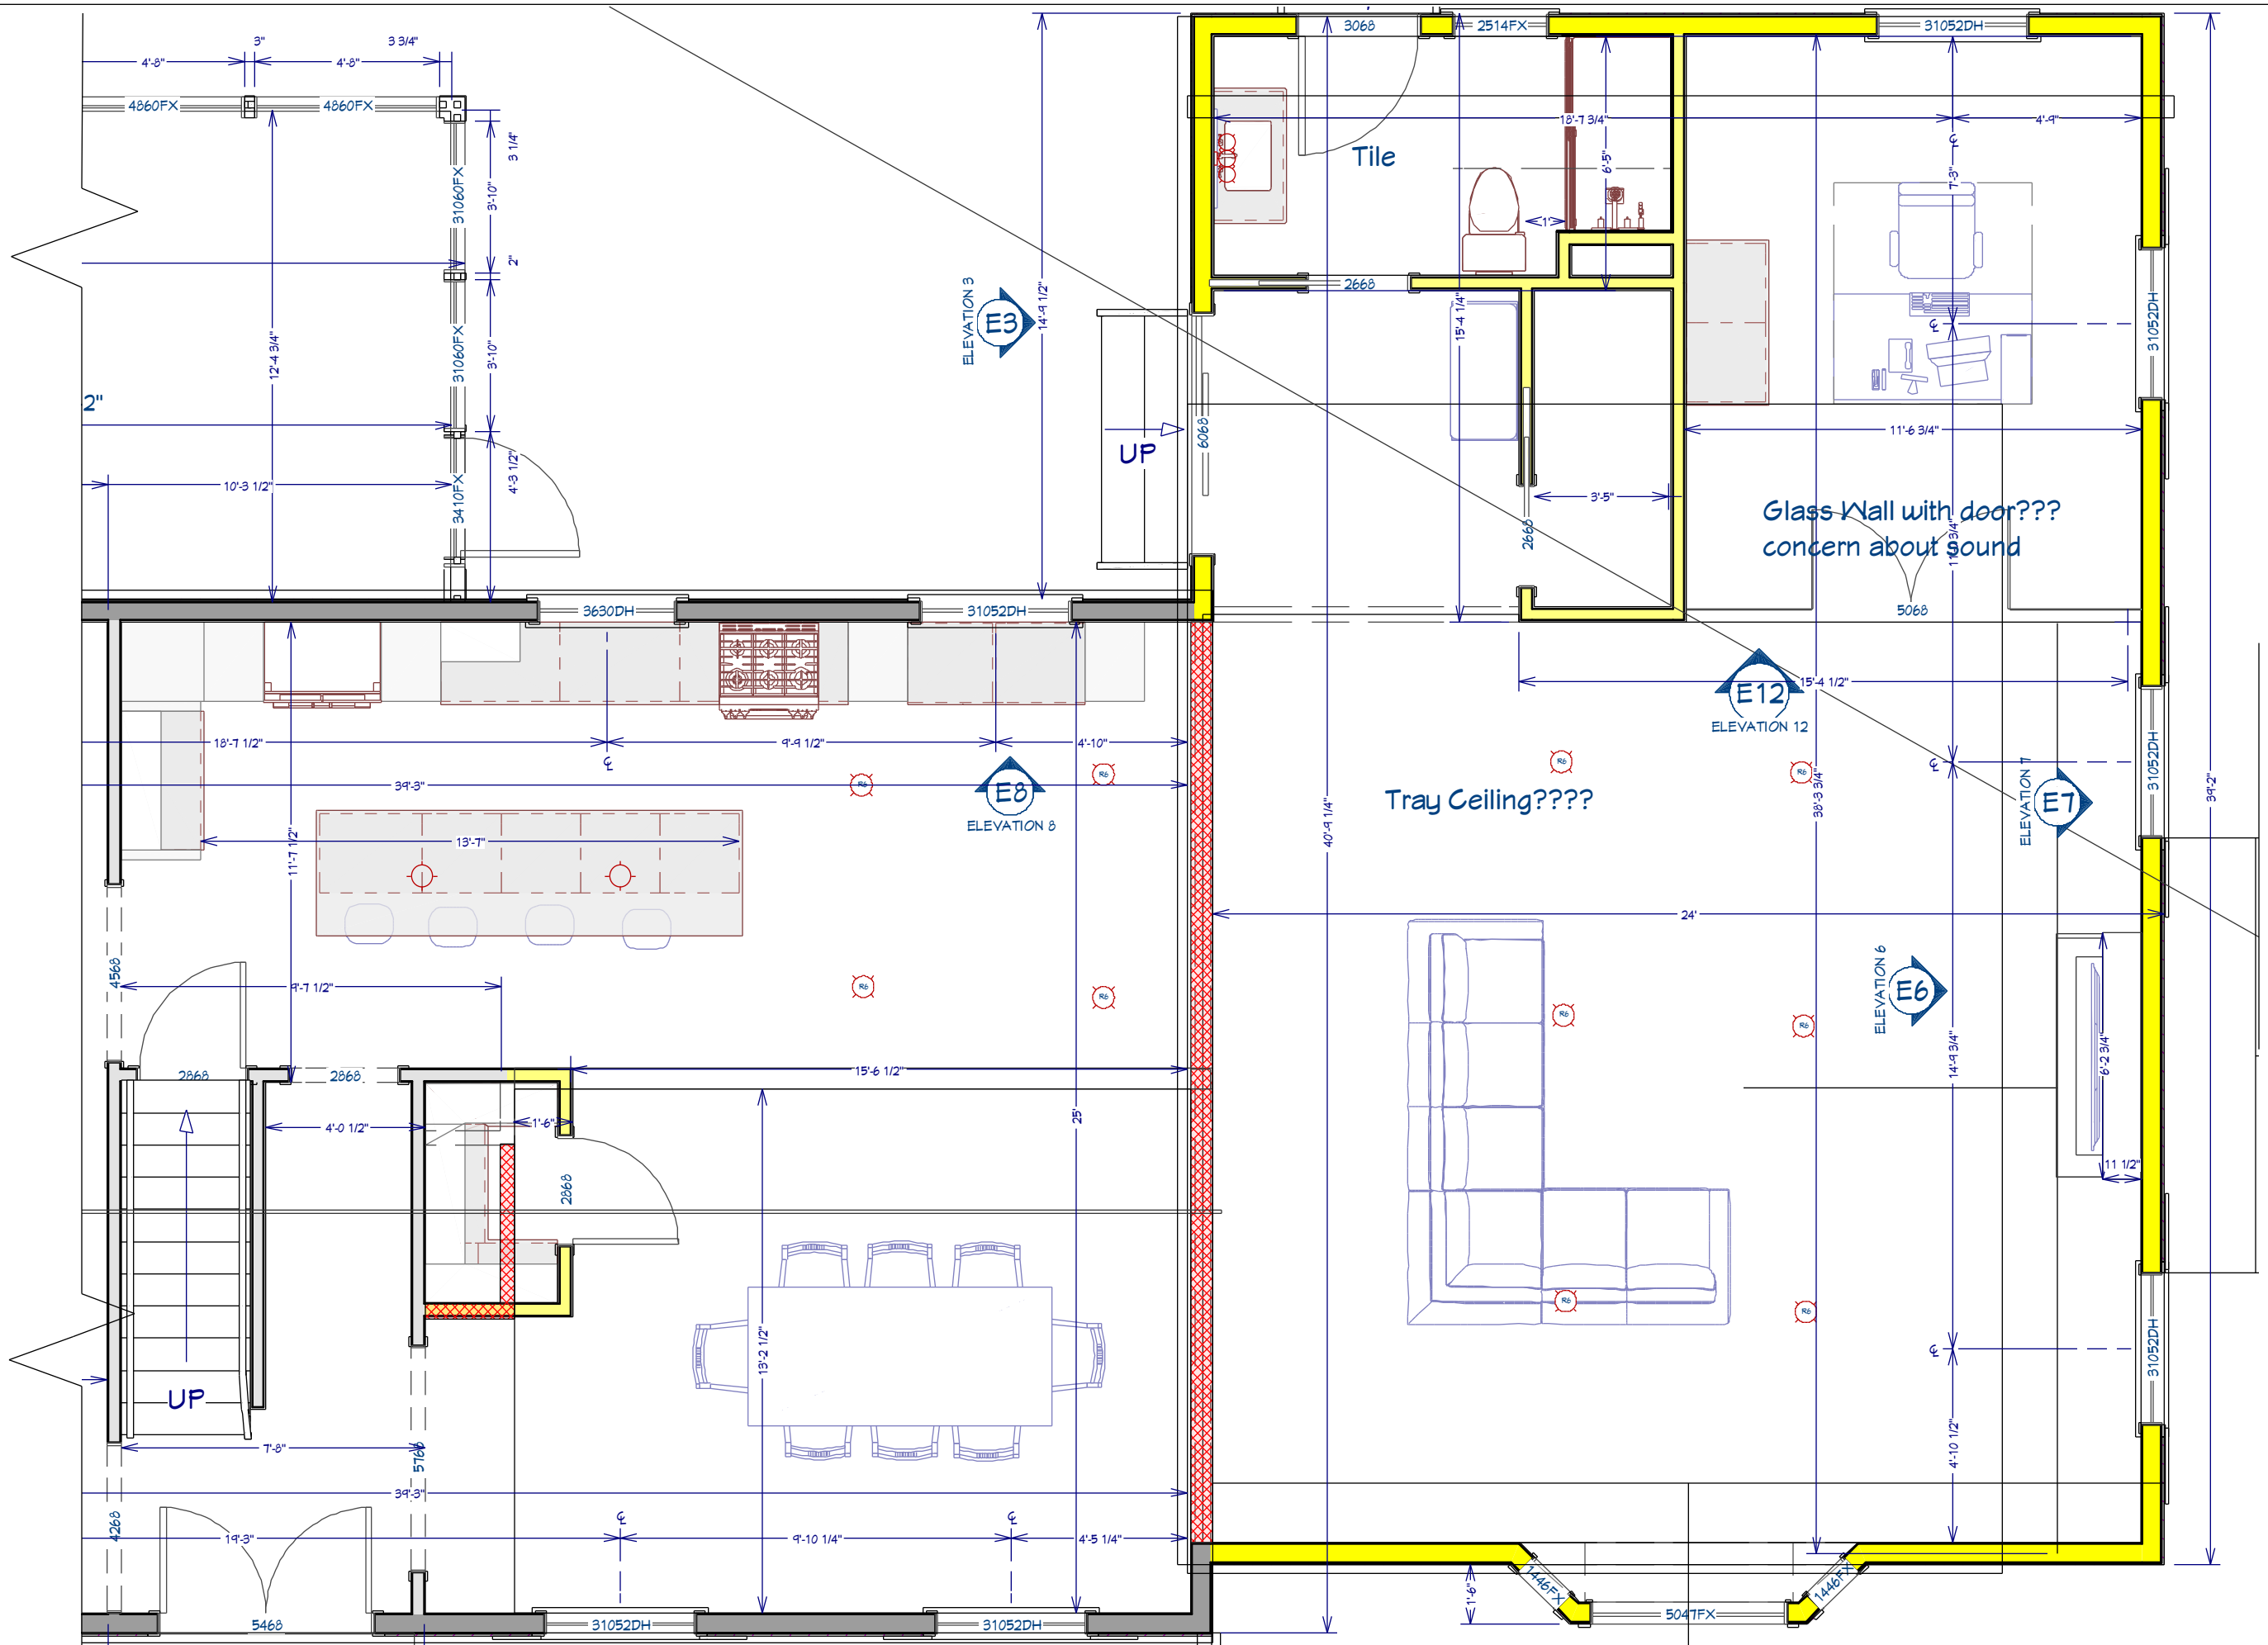 3068
2514FX
31052DH
3"
3 3/4"
4'-8"
4'-8"
4860FX
4860FX
18'-7 3/4"
4'-9"
3 1/4"
Tile
6'-5"
7'-3"
31060FX
3'-10"
1'
2"
2668
ELEVATION 3
E3
14'-9 1/2"
15'-4 1/4"
31052DH
12'-4 3/4"
31060FX
3'-10"
2"
UP
6068
11'-6 3/4"
10'-3 1/2"
3410FX
4'-3 1/2"
3'-5"
2668
Glass Wall with door???
concern about sound
3630DH
31052DH
5068
E12
15'-4 1/2"
ELEVATION 12
18'-7 1/2"
9'-9 1/2"
4'-10"
31052DH
39'-3"
R6
R6
R6
R6
E8
ELEVATION 8
Tray Ceiling????
40'-9 1/4"
38'-3 3/4"
ELEVATION 7
E7
39'-2"
13'-7"
11'-7 1/2"
24'
4568
9'-7 1/2"
R6
R6
R6
R6
ELEVATION 6
E6
14'-9 3/4"
6'-2 3/4"
2868
2868
15'-6 1/2"
25'
4'-0 1/2"
1'-6"
11 1/2"
2868
R6
R6
13'-2 1/2"
31052DH
UP
7'-8"
5768
4'-10 1/2"
39'-3"
4268
19'-3"
9'-10 1/4"
4'-5 1/4"
1'-6"
1446FX
1446FX
5047FX
5468
31052DH
31052DH